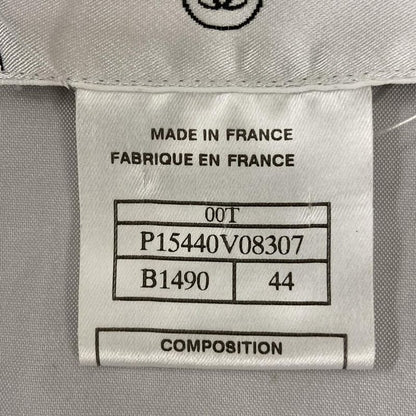 MADE IN FRANCE
FABRIQUE EN FRANCE
00T
P15440V08307
B1490 44
COMPOSITION